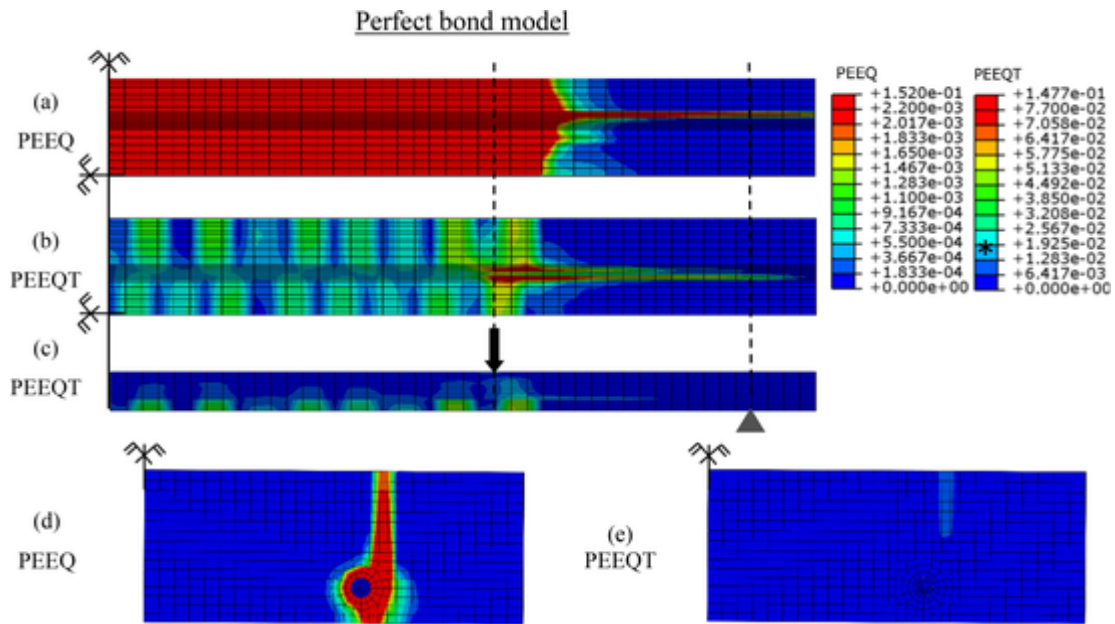 Perfect bond model
(a)
PEEQ
(b)
PEEQT
(c)
PEEQT
PEEQ
+1.520e-01
+2.200e-03
+2.017e-03
+1.833e-03
+1.650e-03
+1.467e-03
+1.283e-03
+1.100e-03
+9.167e-04
+7.333e-04
+5.500e-04
+3.667e-04
+1.833e-04
+0.000e+00
PEEQT
+1.477e-01
+7.700e-02
+7.058e-02
+6.417e-02
+5.775e-02
+5.133e-02
+4.492e-02
+3.850e-02
+3.208e-02
+2.567e-02
+1.925e-02
+1.283e-02
+6.417e-03
+0.000e+00
*
(d)
PEEQ
(e)
PEEQT